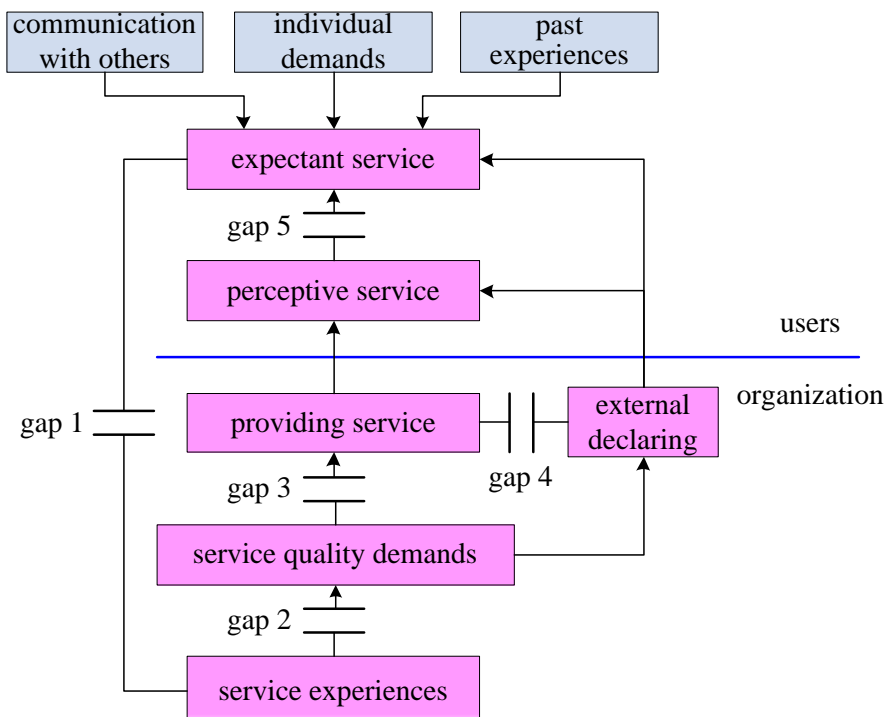 communication
with others
individual
demands
past
experiences
expectant service
gap 5
perceptive service
users
organization
gap 1
providing service
external
declaring
gap 4
gap 3
service quality demands
gap 2
service experiences